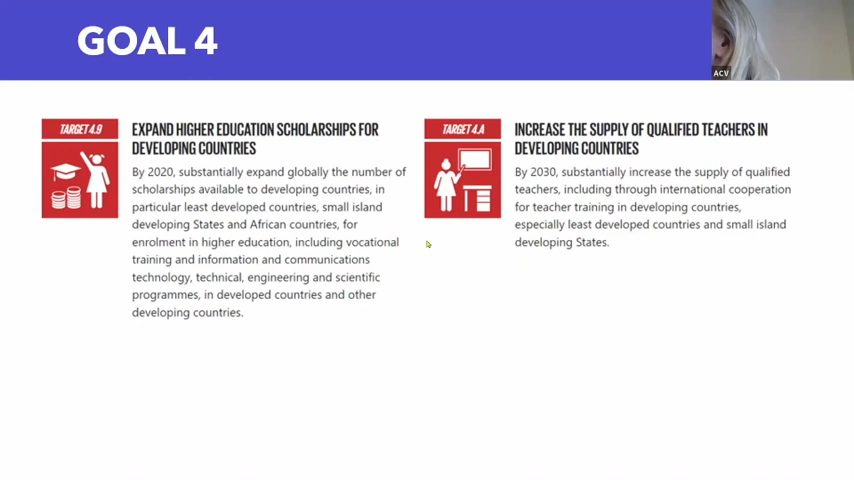 GOAL 4
ACV
TARGET 4.9
EXPAND HIGHER EDUCATION SCHOLARSHIPS FOR
DEVELOPING COUNTRIES
By 2020, substantially expand globally the number of
scholarships available to developing countries, in
particular least developed countries, small island
developing States and African countries, for
enrolment in higher education, including vocational
training and information and communications
technology, technical, engineering and scientific
programmes, in developed countries and other
developing countries.
TARGET 4.A
INCREASE THE SUPPLY OF QUALIFIED TEACHERS IN
DEVELOPING COUNTRIES
By 2030, substantially increase the supply of qualified
teachers, including through international cooperation
for teacher training in developing countries,
especially least developed countries and small island
developing States.